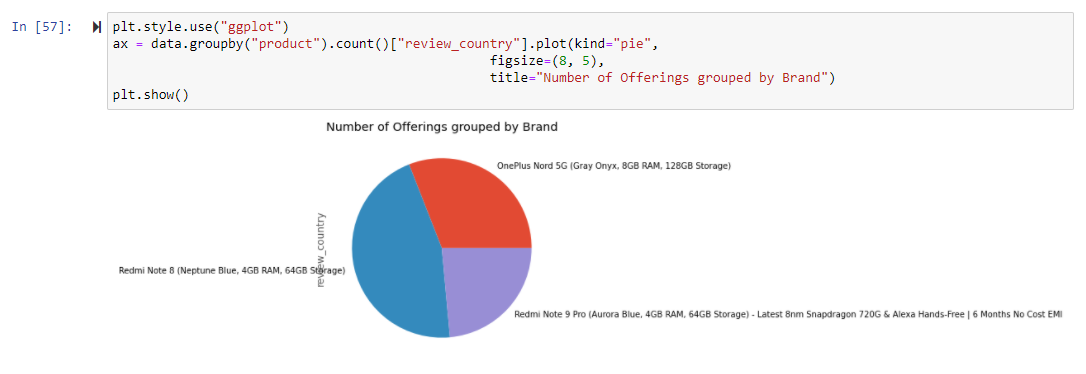 In [57]:
plt.style.use("ggplot")
ax = data.groupby("product").count()["review_country"].plot(kind="pie",
figsize=(8, 5),
title="Number of Offerings grouped by Brand")
plt.show()
Number of Offerings grouped by Brand
OnePlus Nord 5G (Gray Onyx, 8GB RAM, 128GB Storage)
review_country
Redmi Note 8 (Neptune Blue, 4GB RAM, 64GB Storage)
Redmi Note 9 Pro (Aurora Blue, 4GB RAM, 64GB Storage) - Latest 8nm Snapdragon 720G & Alexa Hands-Free | 6 Months No Cost EMI